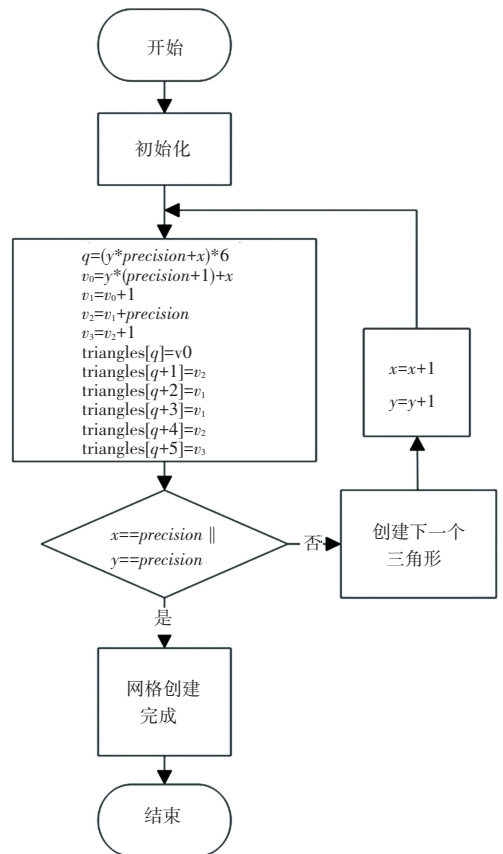 开始
初始化
q=(y*precision+x)*6
v₀=y*(precision+1)+x
v₁=v₀+1
v₂=v₁+precision
v₃=v₂+1
triangles[q]=v0
triangles[q+1]=v₂
triangles[q+2]=v₁
triangles[q+3]=v₁
triangles[q+4]=v₂
triangles[q+5]=v₃
x=x+1
y=y+1
x==precision ||
y==precision
否
创建下一个
三角形
是
网格创建
完成
结束